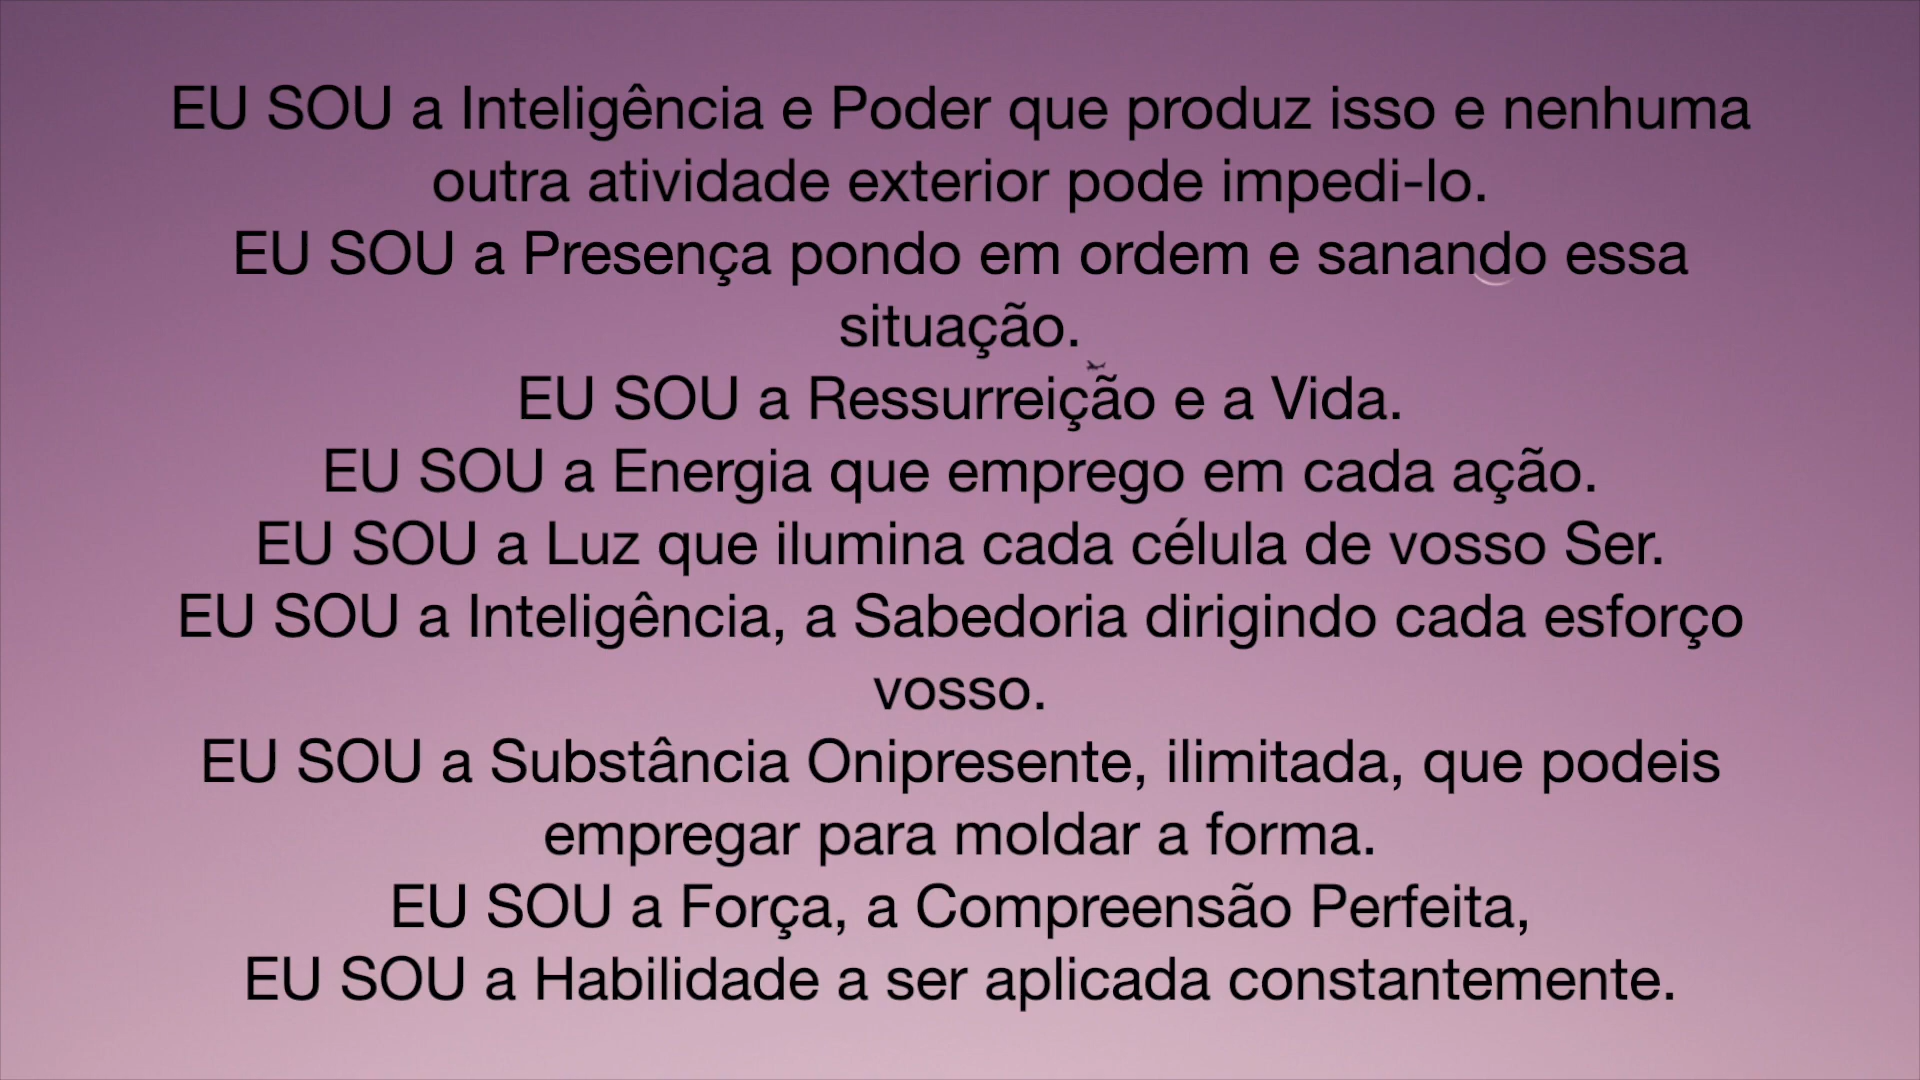 EU SOU a Inteligência e Poder que produz isso e nenhuma
outra atividade exterior pode impedi-lo.
EU SOU a Presença pondo em ordem e sanando essa
situação.
EU SOU a Ressurreição e a Vida.
EU SOU a Energia que emprego em cada ação.
EU SOU a Luz que ilumina cada célula de vosso Ser.
EU SOU a Inteligência, a Sabedoria dirigindo cada esforço
vosso.
EU SOU a Substância Onipresente, ilimitada, que podeis
empregar para moldar a forma.
EU SOU a Força, a Compreensão Perfeita,
EU SOU a Habilidade a ser aplicada constantemente.